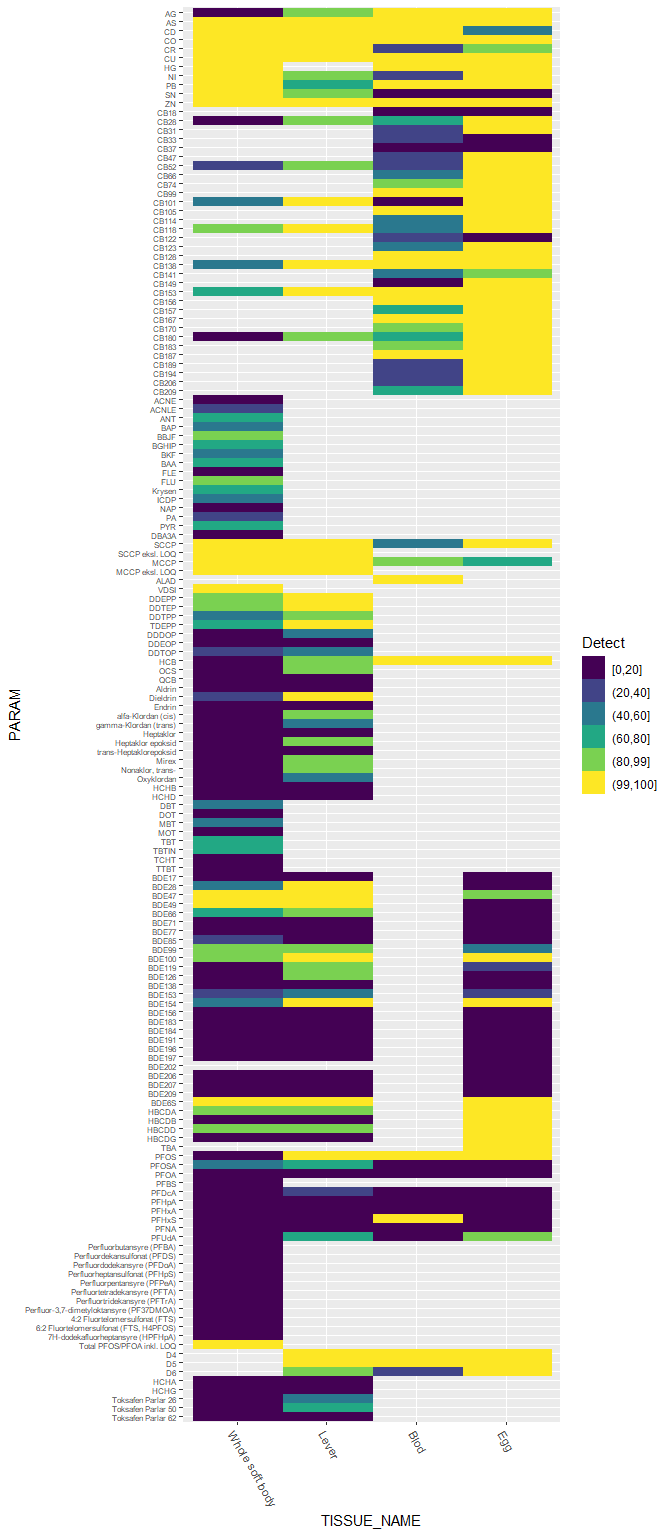 AG
AS
CD
CO
CR
CU
HG
NI
PB
SN
ZN
CB18
CB28
CB31
CB33
CB37
CB47
CB52
CB66
CB74
CB99
CB101
CB105
CB114
CB118
CB122
CB123
CB128
CB138
CB141
CB149
CB153
CB156
CB157
CB167
CB170
CB180
CB183
CB187
CB189
CB194
CB206
CB209
ACNE
ACNLE
ANT
BAP
BBJF
BGHIP
BKF
BAA
FLE
FLU
Krysen
ICDP
NAP
PA
PYR
DBA3A
SCCP
SCCP eksl. LOQ
MCCP
MCCP eksl. LOQ
ALAD
VDSI
DDEPP
DDTEP
DDTPP
TDEPP
DDDOP
DDEOP
DDTOP
HCB
OCS
QCB
Aldrin
Dieldrin
Endrin
alfa-Klordan (cis)
gamma-Klordan (trans)
Heptaklor
Heptaklor epoksid
trans-Heptaklorepoksid
Mirex
Nonaklor, trans-
Oxyklordan
HCHB
HCHD
DBT
DOT
MBT
MOT
TBT
TBTIN
TCHT
TTBT
BDE17
BDE28
BDE47
BDE49
BDE66
BDE71
BDE77
BDE85
BDE99
BDE100
BDE119
BDE126
BDE138
BDE153
BDE154
BDE156
BDE183
BDE184
BDE191
BDE196
BDE197
BDE202
BDE206
BDE207
BDE209
BDE6S
HBCDA
HBCDB
HBCDD
HBCDG
TBA
PFOS
PFOSA
PFOA
PFBS
PFDcA
PFHpA
PFHxA
PFHxS
PFNA
PFUdA
Perfluorbutansyre (PFBA)
Perfluordekansulfonat (PFDS)
Perfluordodekansyre (PFDoA)
Perfluorheptansulfonat (PFHpS)
Perfluorpentansyre (PFPeA)
Perfluortetradekansyre (PFTA)
Perfluortridekansyre (PFTrA)
Perfluor-3,7-dimetyloktansyre (PF37DMOA)
4:2 Fluortelomersulfonat (FTS)
6:2 Fluortelomersulfonat (FTS, H4PFOS)
7H-dodekafluorheptansyre (HPFHpA)
Total PFOS/PFOA inkl. LOQ
D4
D5
D6
HCHA
HCHG
Toksafen Parlar 26
Toksafen Parlar 50
Toksafen Parlar 62
PARAM
Whole soft body
Lever
Blod
Egg
TISSUE_NAME
Detect
[0,20]
(20,40]
(40,60]
(60,80]
(80,99]
(99,100]